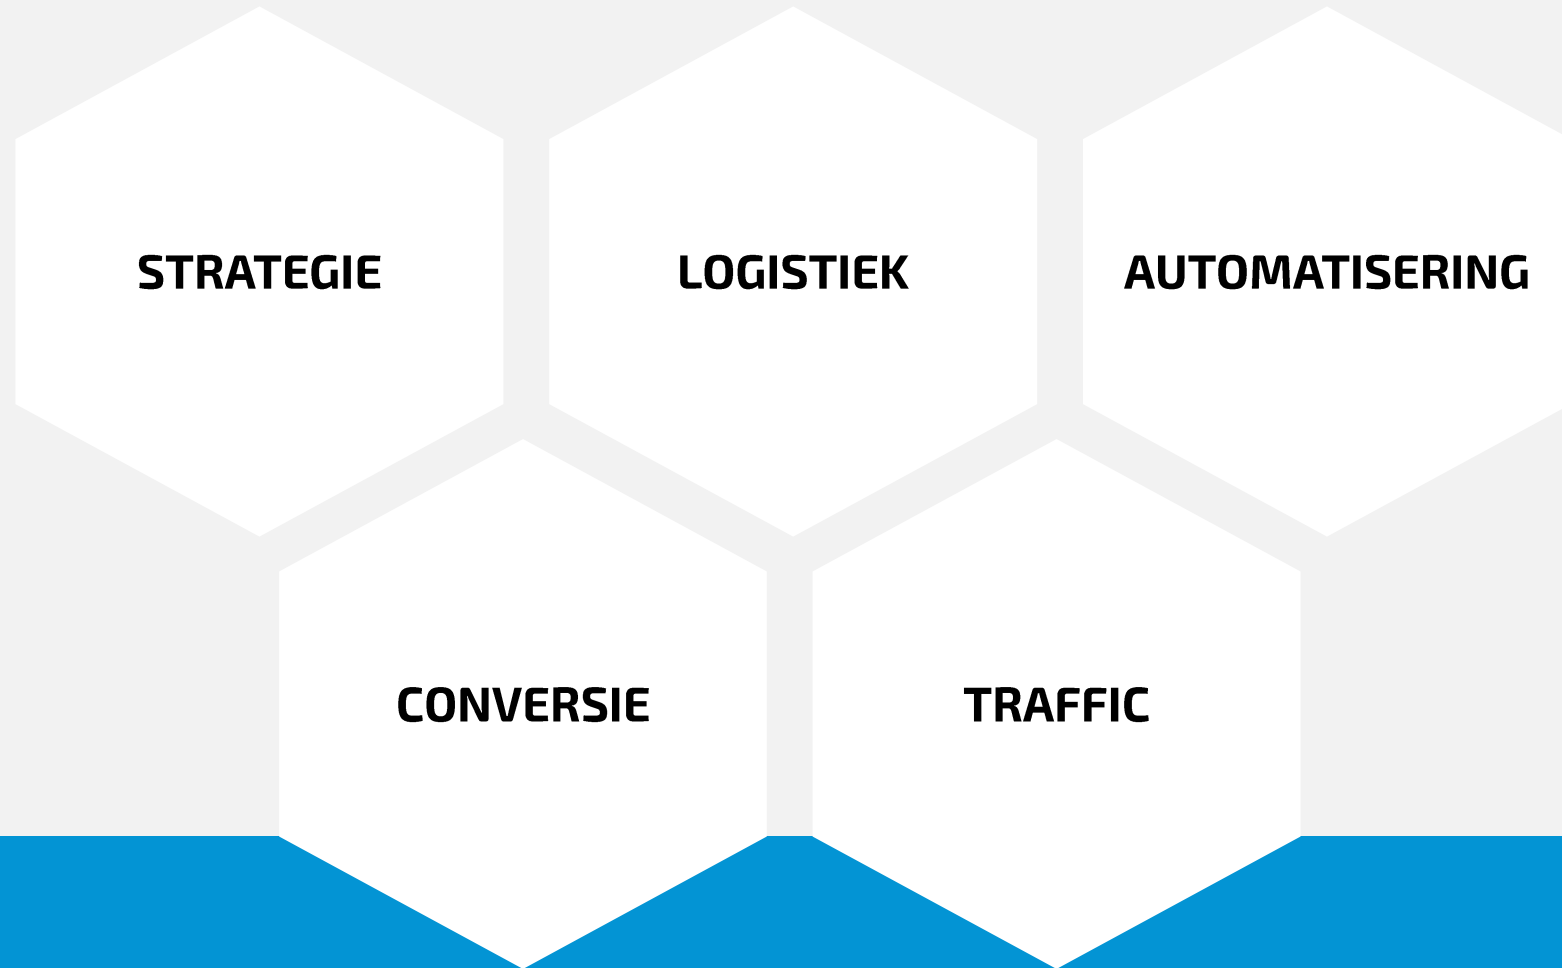 STRATEGIE
LOGISTIEK
AUTOMATISERING
CONVERSIE
TRAFFIC